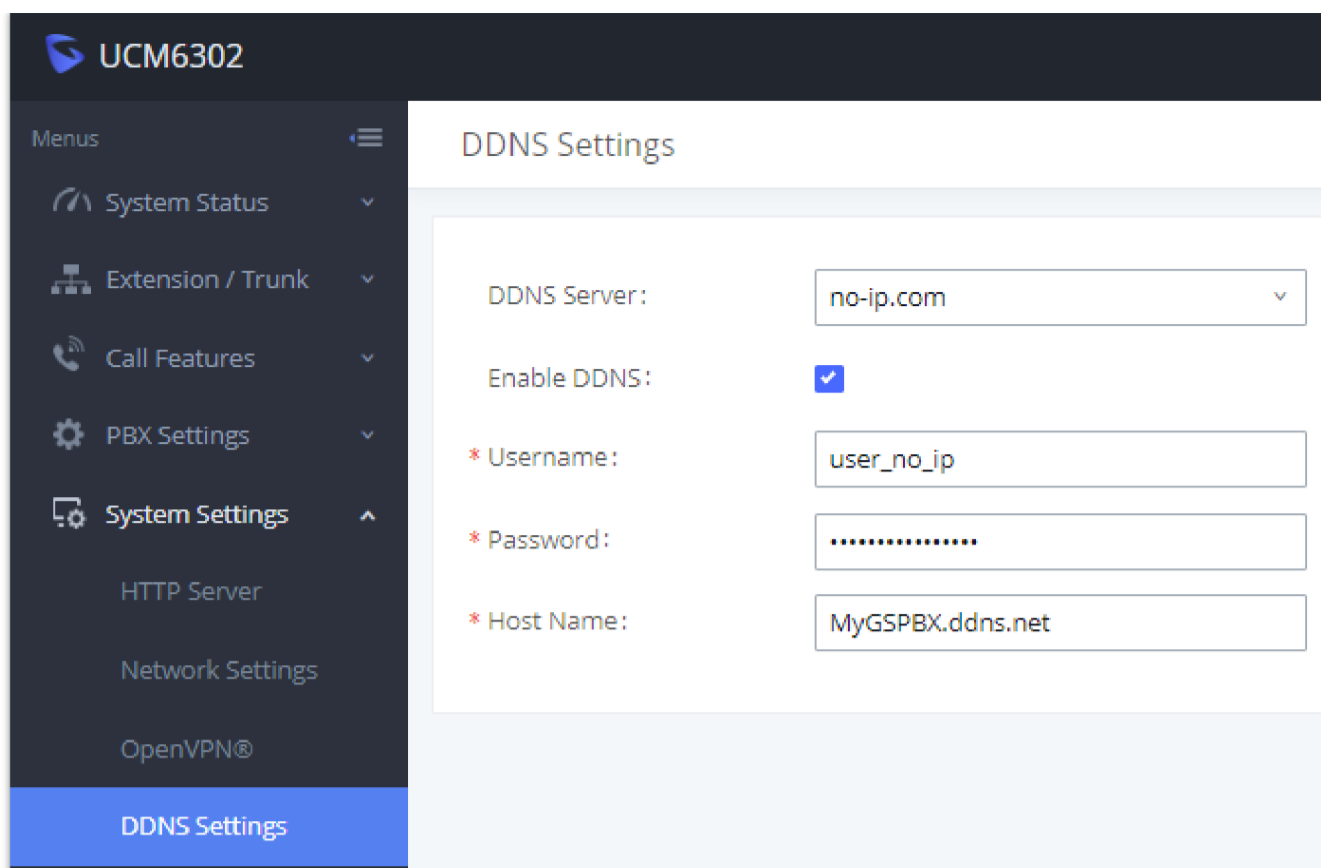 UCM6302
Menus
System Status
Extension / Trunk
Call Features
PBX Settings
System Settings
HTTP Server
Network Settings
OpenVPN®
DDNS Settings
DDNS Settings
DDNS Server: no-ip.com
Enable DDNS:
* Username: user_no_ip
* Password: ••••••••••••••••
* Host Name: MyGSPBX.ddns.net